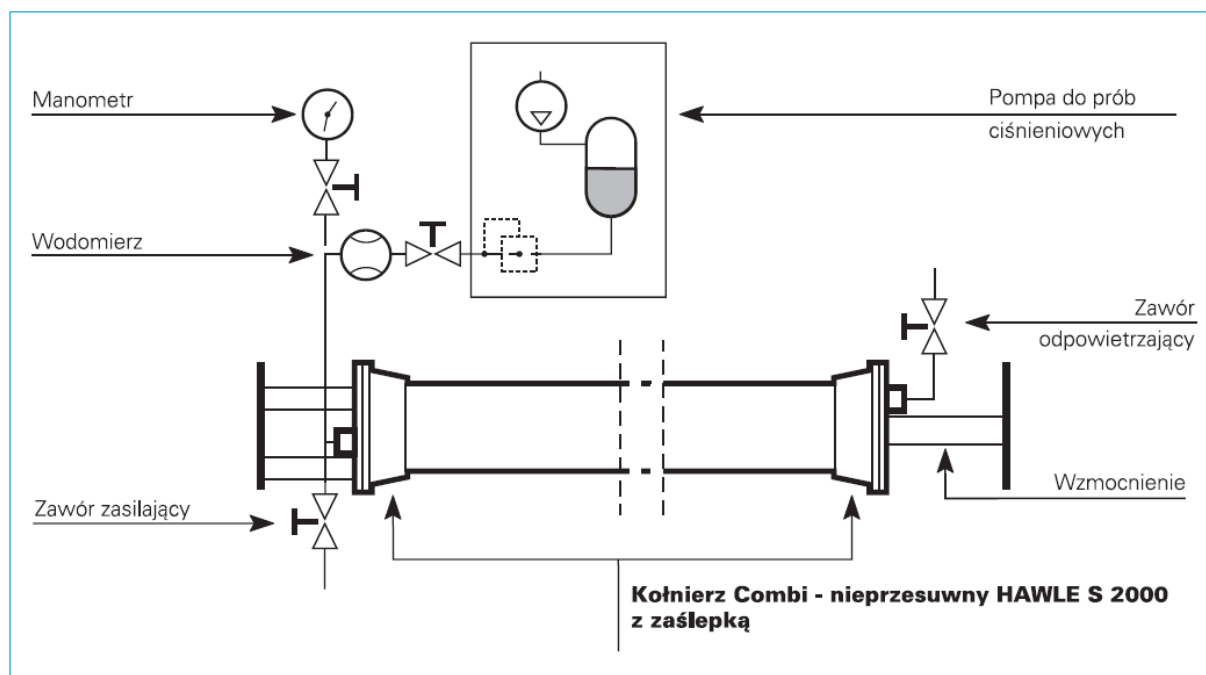 Manometr
Pompa do prób
ciśnieniowych
Wodomierz
Zawór
odpowietrzający
Wzmocnienie
Zawór zasilający
Kołnierz Combi - nieprzesuwny HAWLE S 2000
z zaślepką